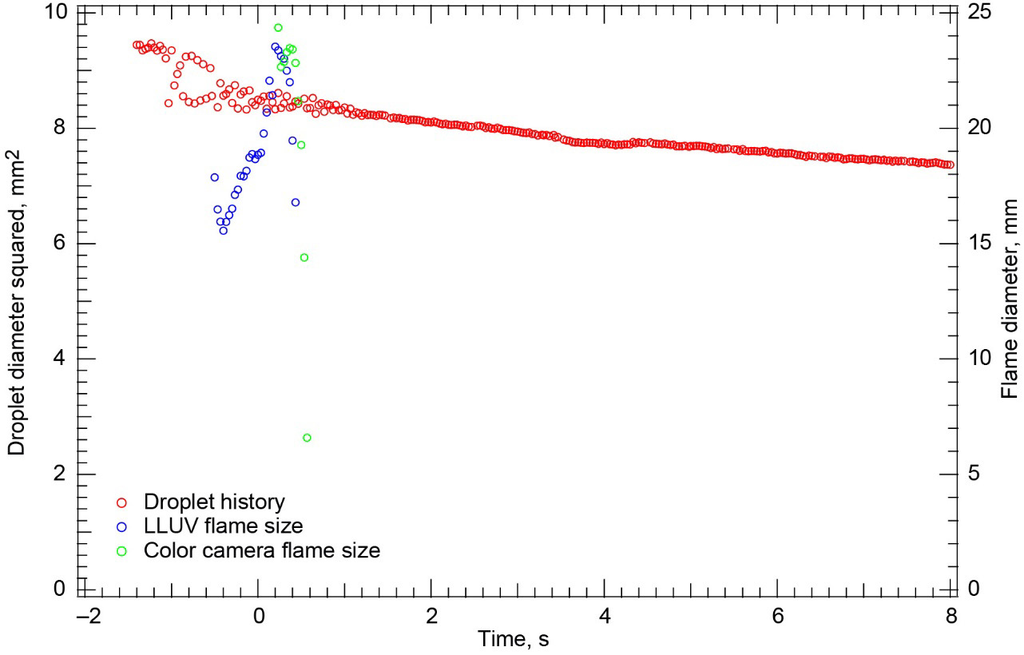 10
8
6
4
2
0
Droplet diameter squared, mm2
25
20
15
10
5
0
Flame diameter, mm
Droplet history
LLUV flame size
Color camera flame size
−2 0 2 4 6 8
Time, s